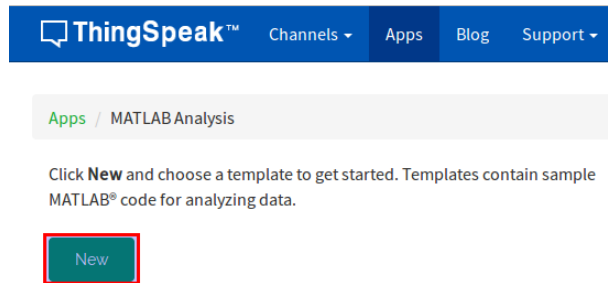 ThingSpeak™ Channels Apps Blog Support
Apps / MATLAB Analysis
Click New and choose a template to get started. Templates contain sample
MATLAB® code for analyzing data.
New